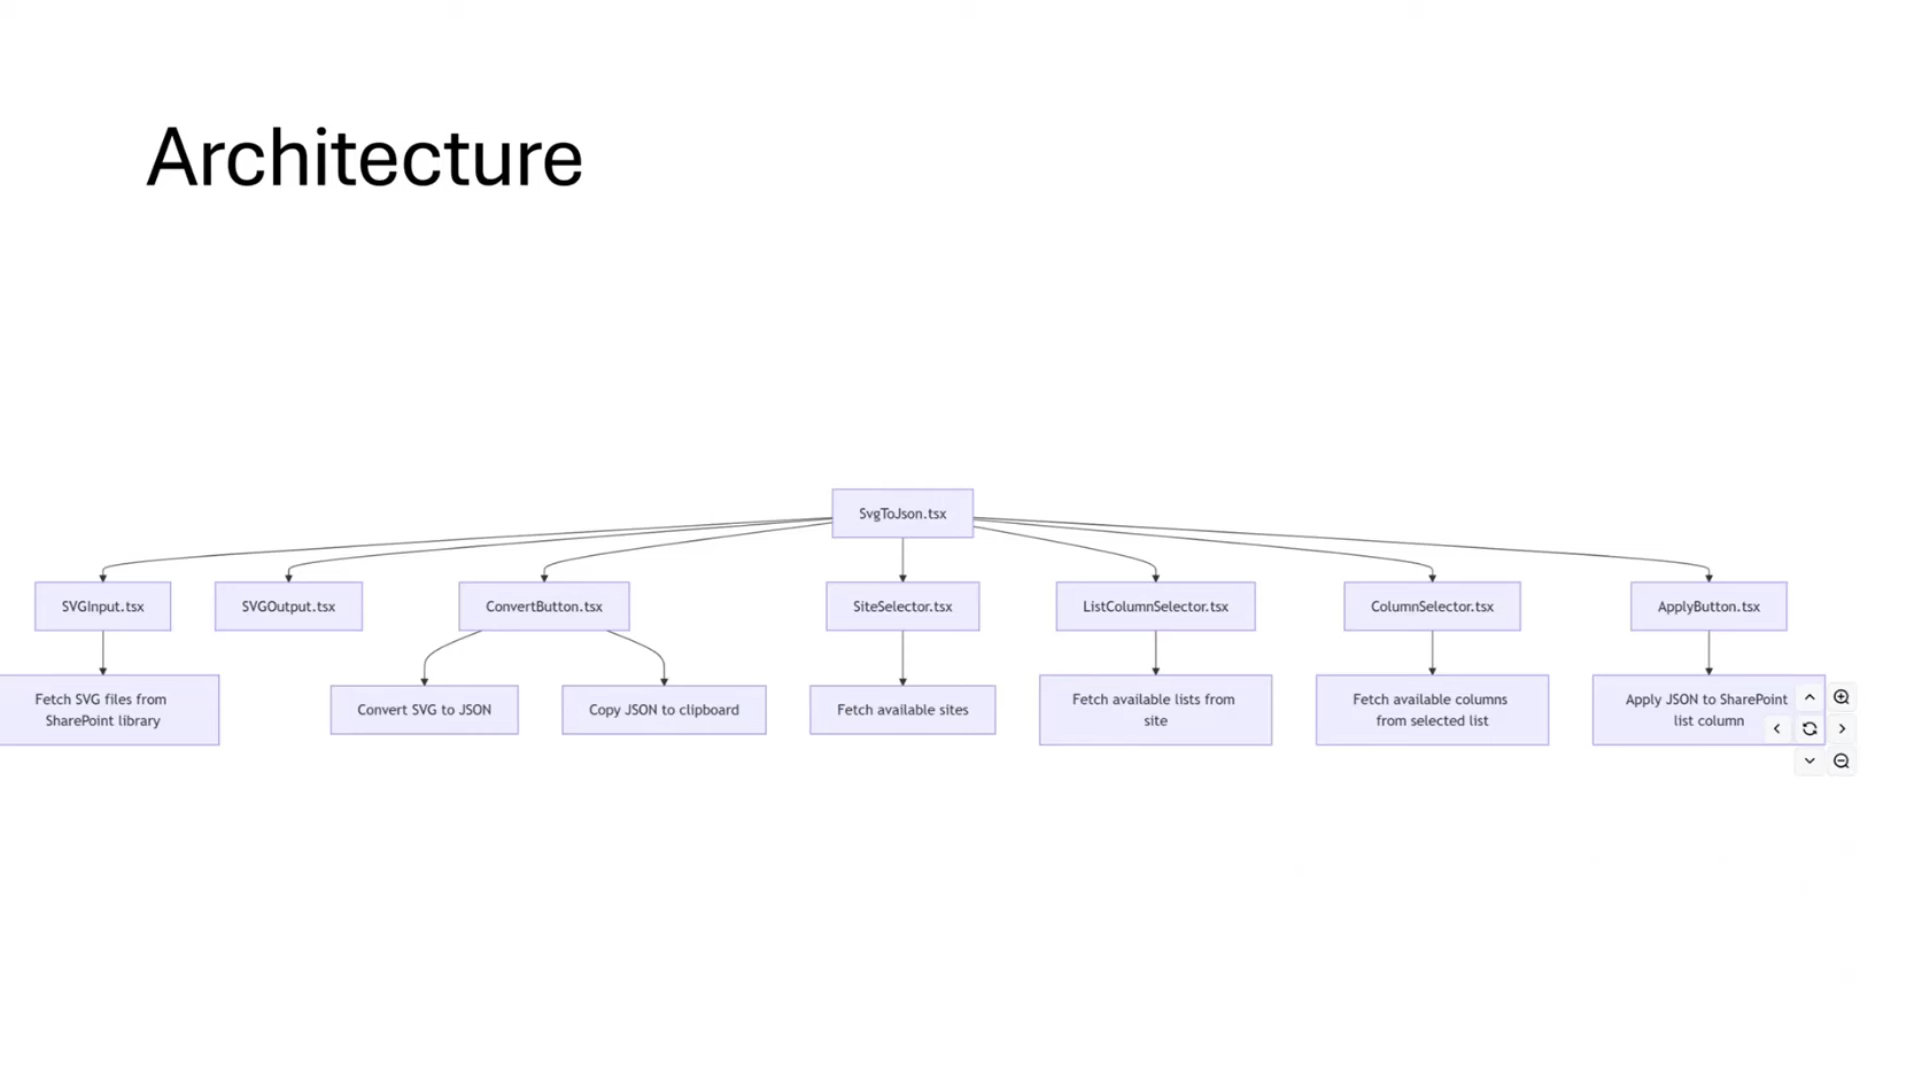 Architecture
SvgToJson.tsx
SVGInput.tsx
SVGOutput.tsx
ConvertButton.tsx
SiteSelector.tsx
ListColumnSelector.tsx
ColumnSelector.tsx
ApplyButton.tsx
Fetch SVG files from
SharePoint library
Convert SVG to JSON
Copy JSON to clipboard
Fetch available sites
Fetch available lists from
site
Fetch available columns
from selected list
Apply JSON to SharePoint
list column